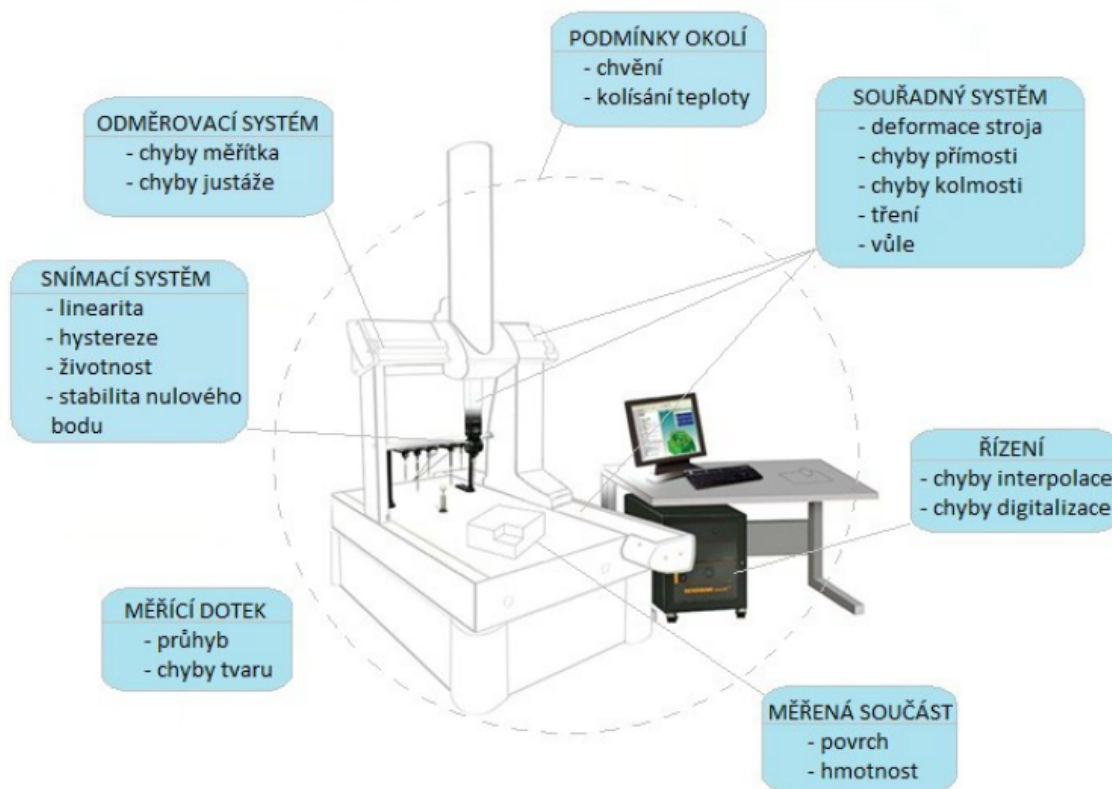 PODMÍNKY OKOLÍ
- chvění
- kolísání teploty
ODMĚROVACÍ SYSTÉM
- chyby měřítka
- chyby justáže
SOUŘADNÝ SYSTÉM
- deformace stroja
- chyby přímosti
- chyby kolmosti
- tření
- vůle
SNÍMACÍ SYSTĚM
- linearita
- hystereze
- životnost
- stabilita nulového
bodu
ŘÍZENÍ
- chyby interpolace
- chyby digitalizace
MĚŘÍCÍ DOTEK
- průhyb
- chyby tvaru
MĚŘENÁ SOUČÁST
- povrch
- hmotnost